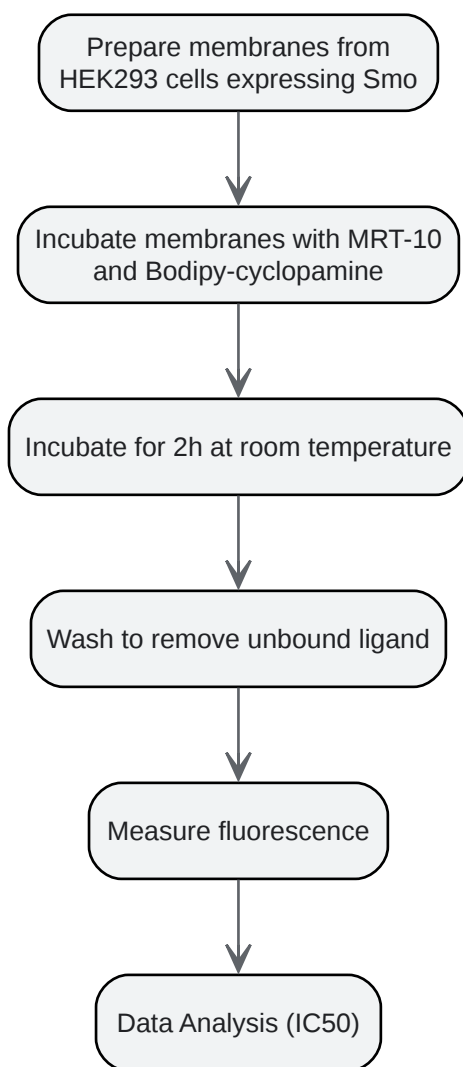 Prepare membranes from
HEK293 cells expressing Smo
Incubate membranes with MRT-10
and Bodipy-cyclopamine
Incubate for 2h at room temperature
Wash to remove unbound ligand
Measure fluorescence
Data Analysis (IC50)